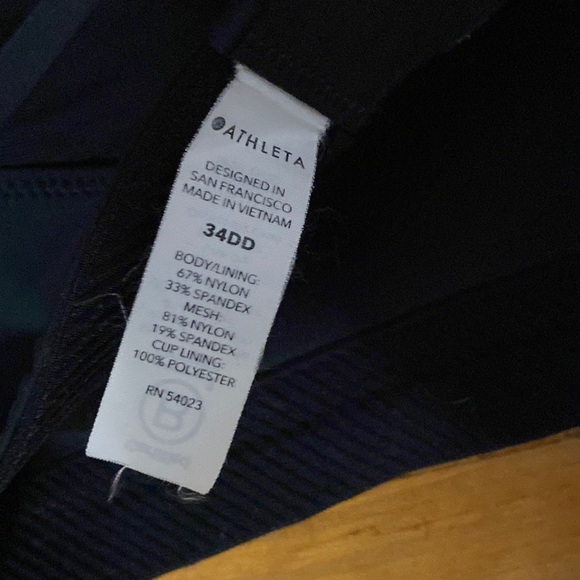 ATHLETA
DESIGNED IN
SAN FRANCISCO
MADE IN VIETNAM
34DD
BODY/LINING:
67% NYLON
33% SPANDEX
MESH:
81% NYLON
19% SPANDEX
CUP LINING:
100% POLYESTER
RN 54023